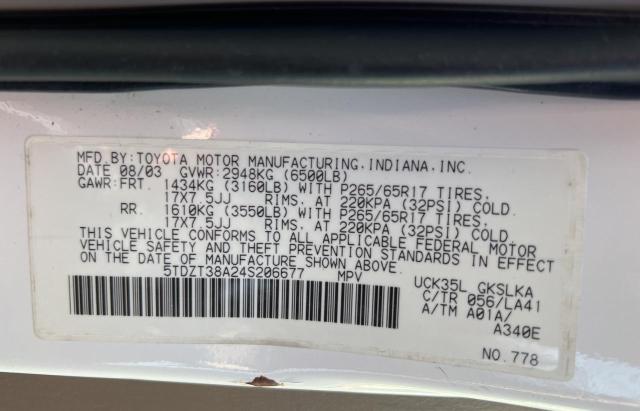 MFD.BY:TOYOTA MOTOR MANUFACTURING,INDIANA,INC.
DATE 08/03 GVWR:2948KG (6500LB)
GAWR:FRT. 1434KG (3160LB) WITH P265/65R17 TIRES,
17X7.5JJ RIMS, AT 220KPA (32PSI) COLD.
RR. 1610KG (3550LB) WITH P265/65R17 TIRES,
17X7.5JJ RIMS, AT 220KPA (32PSI) COLD.
THIS VEHICLE CONFORMS TO ALL APPLICABLE FEDERAL MOTOR
VEHICLE SAFETY AND THEFT PREVENTION STANDARDS IN EFFECT
ON THE DATE OF MANUFACTURE SHOWN ABOVE.
5TDZT38A24S206677 MPV
UCK35L GKSLKA
C/TR 056/LA41
A/TM A01A/
A340E
NO.778